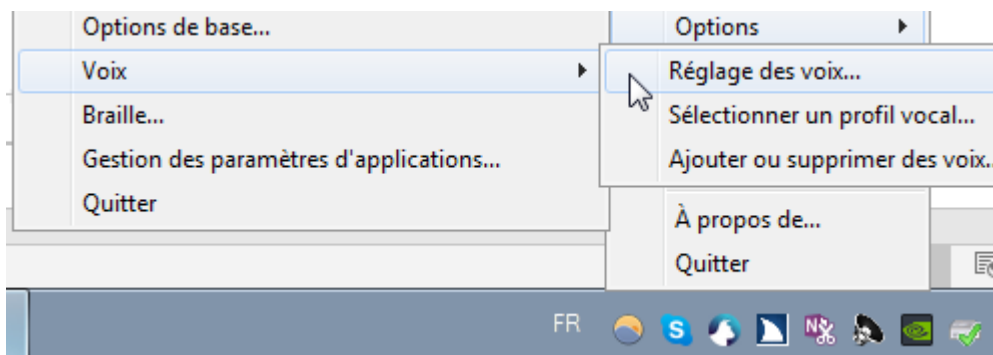 Options de base...
Voix
Braille...
Gestion des paramètres d'applications...
Quitter
Options
Réglage des voix...
Sélectionner un profil vocal...
Ajouter ou supprimer des voix..
À propos de...
Quitter
FR
S
N